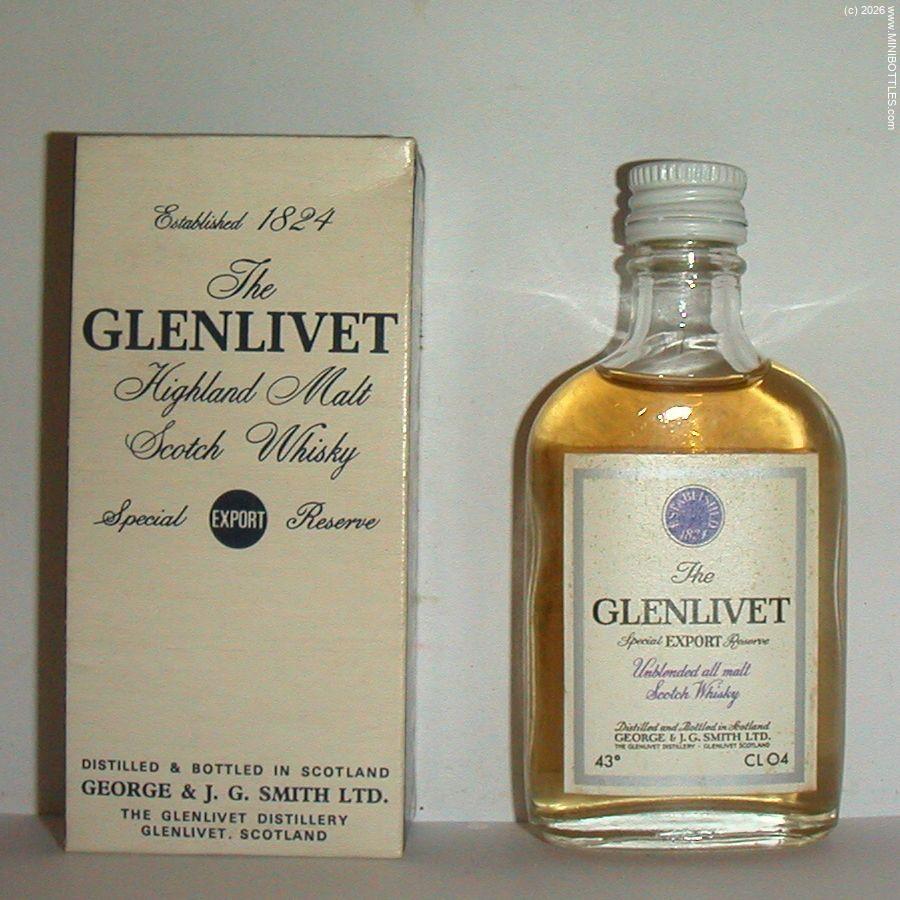 (c) 2026 www.MINIBOTTLES.com
Established 1824
The
GLENLIVET
Highland Malt
Scotch Whisky
Special EXPORT Reserve
DISTILLED & BOTTLED IN SCOTLAND
GEORGE & J. G. SMITH LTD.
THE GLENLIVET DISTILLERY
GLENLIVET. SCOTLAND
ESTABLISHED
1824
The
GLENLIVET
Special EXPORT Reserve
Unblended all malt
Scotch Whisky
Distilled and Bottled in Scotland
GEORGE & J. G. SMITH LTD.
THE GLENLIVET DISTILLERY - GLENLIVET SCOTLAND
43° CL 04